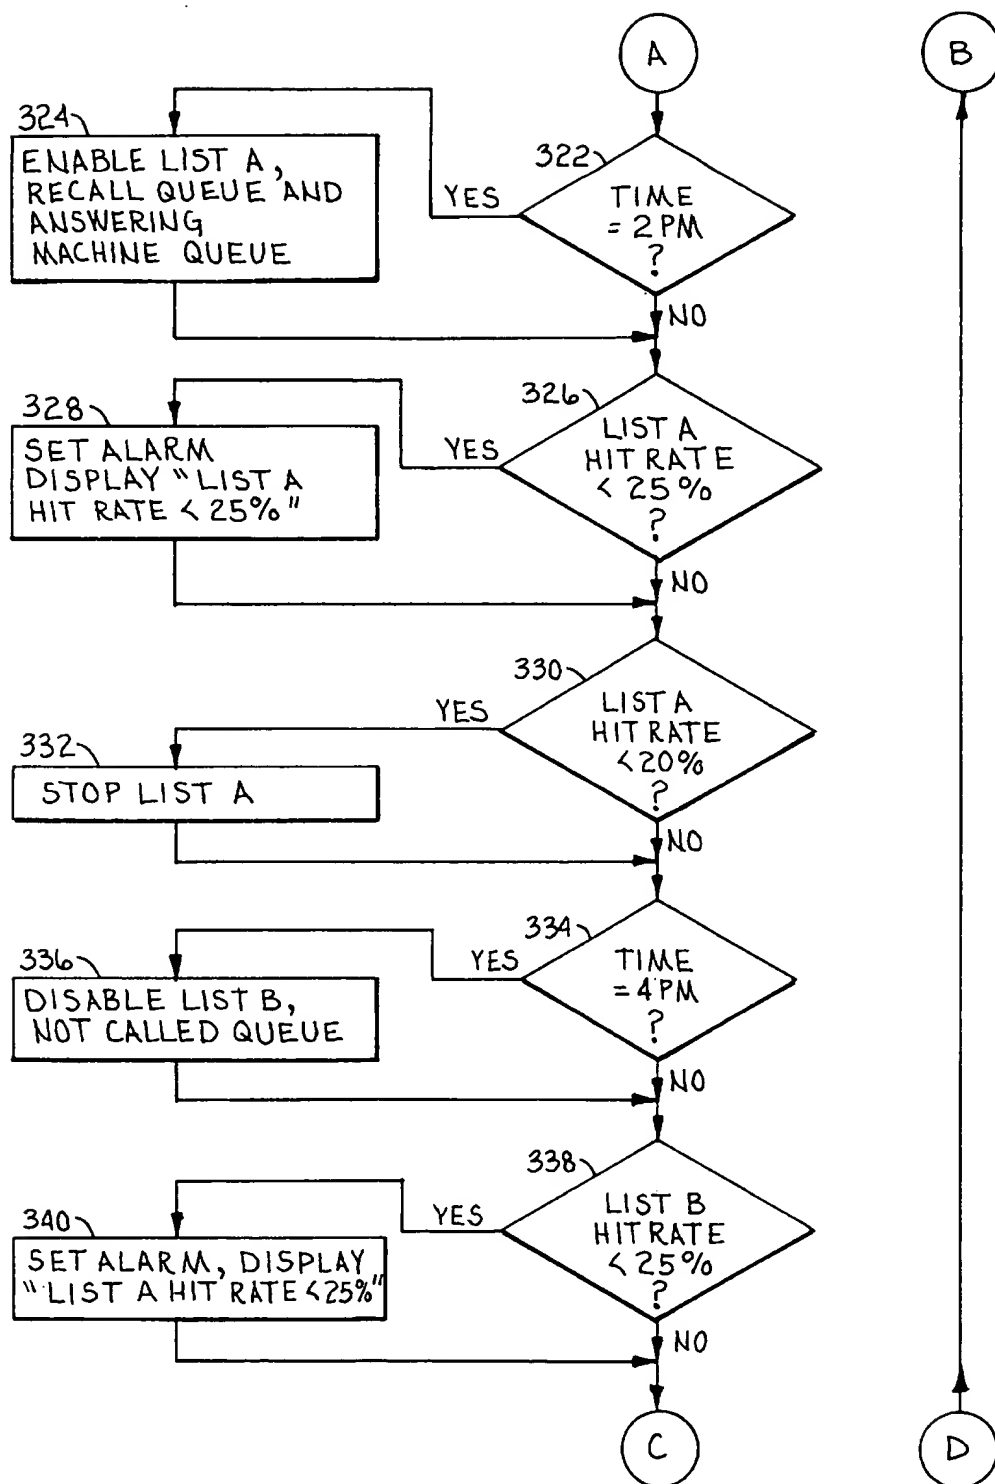 A
B
324
ENABLE LIST A,
RECALL QUEUE AND
ANSWERING
MACHINE QUEUE
YES
322
TIME
= 2 PM
?
NO
328
SET ALARM
DISPLAY "LIST A
HIT RATE < 25%"
YES
326
LIST A
HIT RATE
< 25%
?
NO
330
LIST A
HIT RATE
<20%
?
YES
332
STOP LIST A
NO
334
TIME
=4 PM
?
YES
336
DISABLE LIST B,
NOT CALLED QUEUE
NO
338
LIST B
HIT RATE
<25%
?
YES
340
SET ALARM, DISPLAY
"LIST A HIT RATE <25%"
NO
C
D